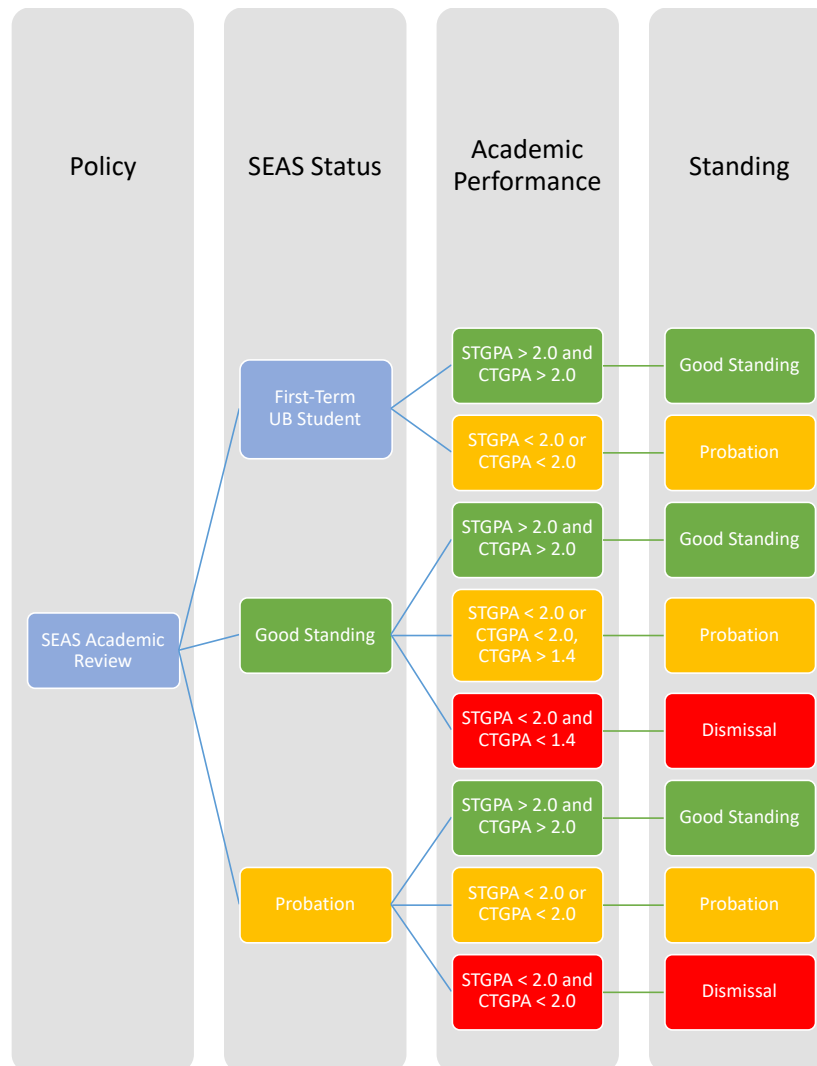 Policy
SEAS Status
Academic
Performance
Standing
SEAS Academic
Review
First-Term
UB Student
STGPA > 2.0 and
CTGPA > 2.0
Good Standing
STGPA < 2.0 or
CTGPA < 2.0
Probation
Good Standing
STGPA > 2.0 and
CTGPA > 2.0
Good Standing
STGPA < 2.0 or
CTGPA < 2.0,
CTGPA > 1.4
Probation
STGPA < 2.0 and
CTGPA < 1.4
Dismissal
Probation
STGPA > 2.0 and
CTGPA > 2.0
Good Standing
STGPA < 2.0 or
CTGPA < 2.0
Probation
STGPA < 2.0 and
CTGPA < 2.0
Dismissal